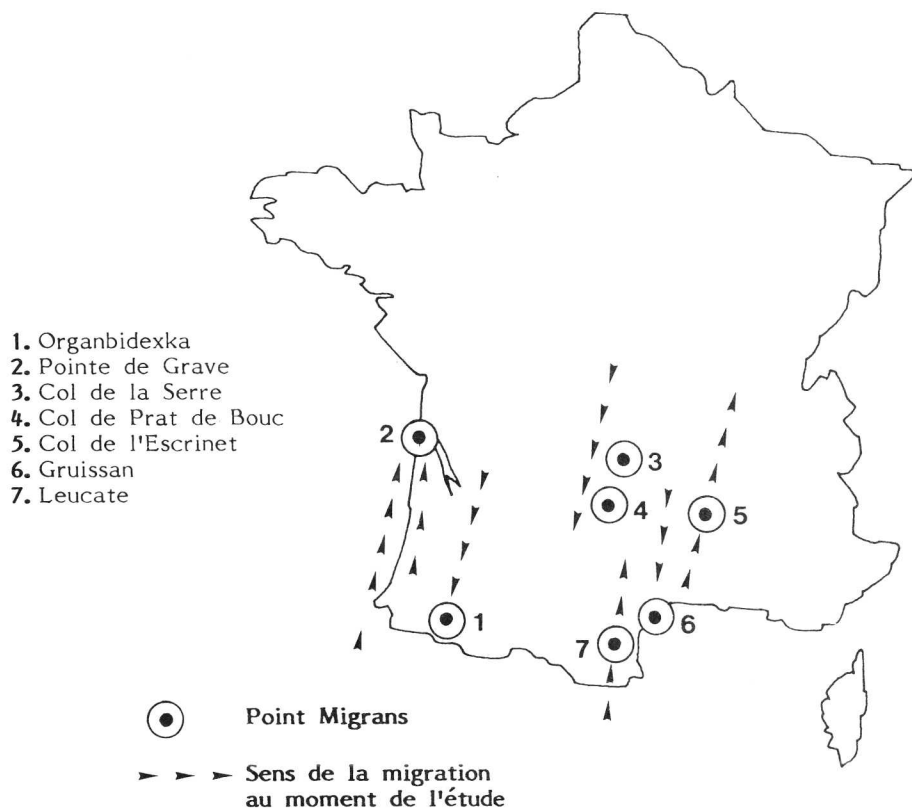 1. Organbidexka
2. Pointe de Grave
3. Col de la Serre
4. Col de Prat de Bouc
5. Col de l'Escrinet
6. Gruissan
7. Leucate
2
3
4
5
1
7
6
Point Migrans
Sens de la migration
au moment de l'étude